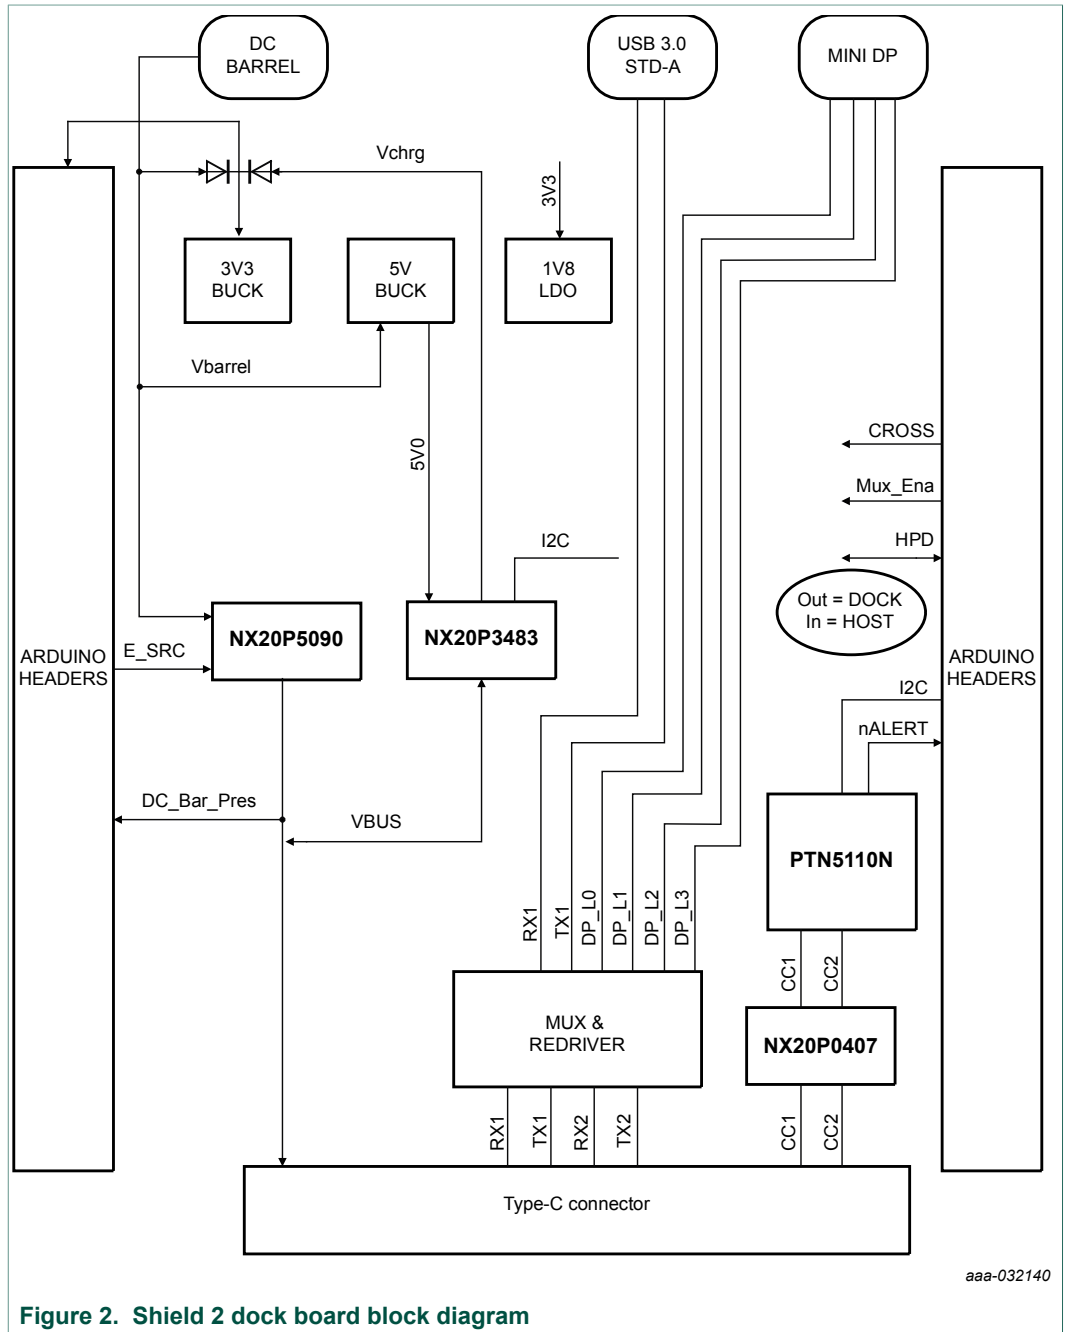 DC
BARREL
USB 3.0
STD-A
MINI DP
Vchrg
3V3
3V3
BUCK
5V
BUCK
1V8
LDO
Vbarrel
5V0
CROSS
Mux_Ena
I2C
HPD
Out = DOCK
In = HOST
NX20P5090
NX20P3483
E_SRC
ARDUINO
HEADERS
ARDUINO
HEADERS
I2C
nALERT
DC_Bar_Pres
VBUS
PTN5110N
RX1
TX1
DP_L0
DP_L1
DP_L2
DP_L3
CC1
CC2
MUX &
REDRIVER
NX20P0407
RX1
TX1
RX2
TX2
CC1
CC2
Type-C connector
aaa-032140
Figure 2. Shield 2 dock board block diagram